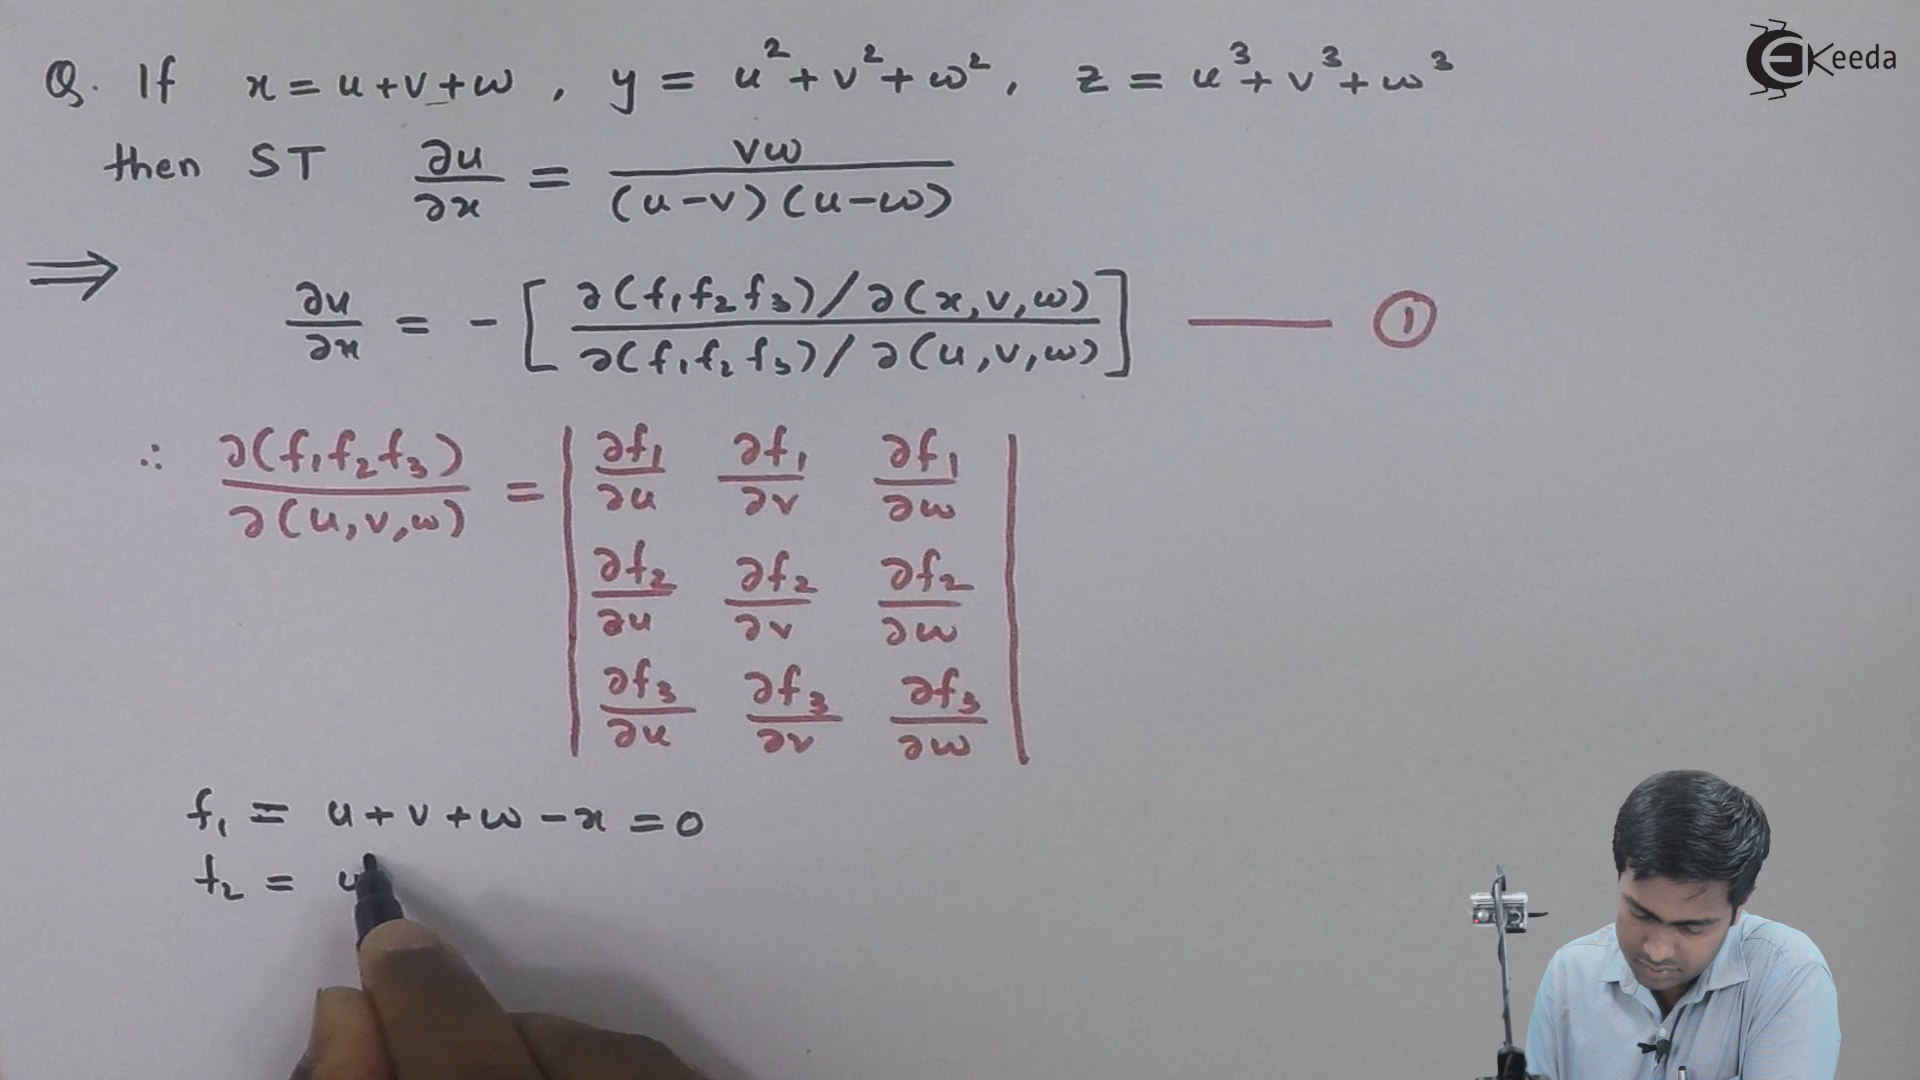 Q. If x = u+v+w , y = u²+v²+w², z = u³+v³+w³
then ST ∂u/∂x = vw/(u-v)(u-w)
⟹ ∂u/∂x = -[∂(f₁f₂f₃)/∂(x,v,w) / ∂(f₁f₂f₃)/∂(u,v,w)] —— ①
∴ ∂(f₁f₂f₃)/∂(u,v,w) = | ∂f₁/∂u ∂f₁/∂v ∂f₁/∂w |
| ∂f₂/∂u ∂f₂/∂v ∂f₂/∂w |
| ∂f₃/∂u ∂f₃/∂v ∂f₃/∂w |
f₁ = u+v+w-x = 0
f₂ = u
Ekeeda